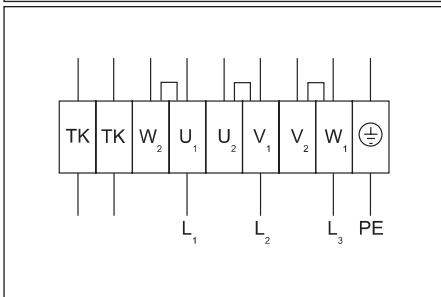 TK TK W₂ U₁ U₂ V₁ V₂ W₁
L₁ L₂ L₃ PE